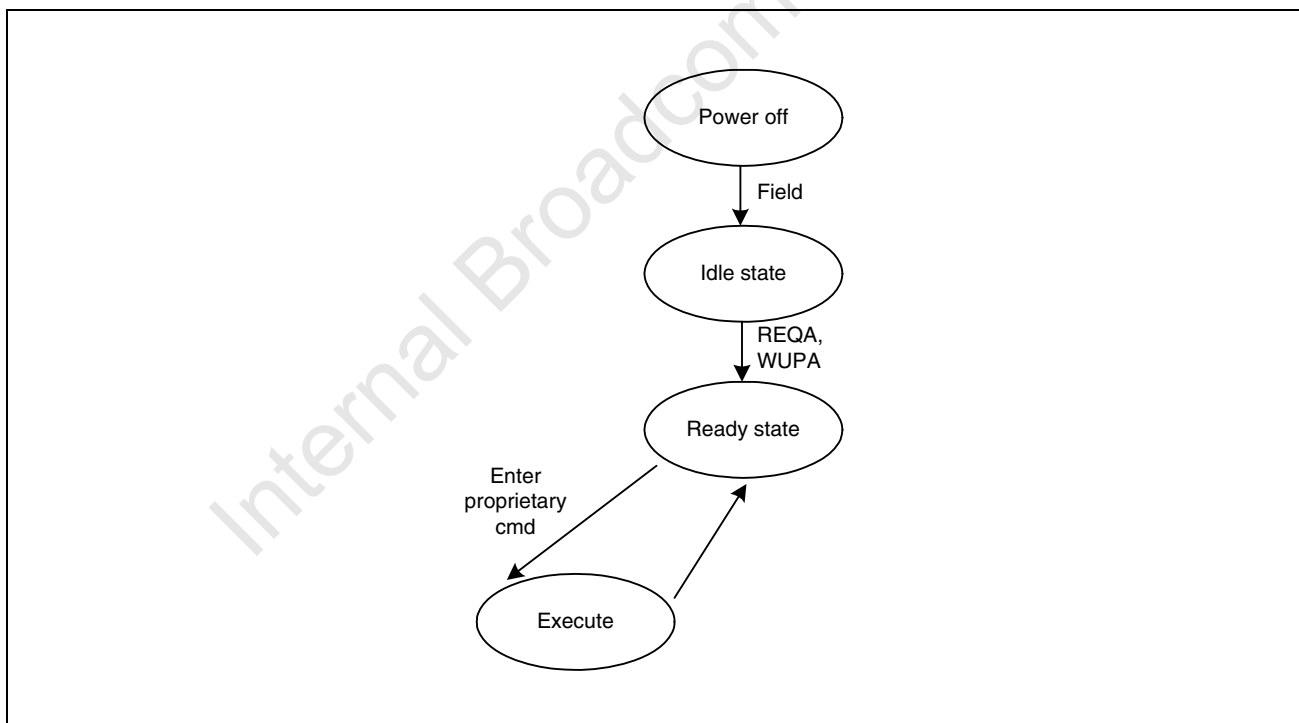 Power off
Field
Idle state
REQA,
WUPA
Ready state
Enter
proprietary
cmd
Execute
Internal Broadcom